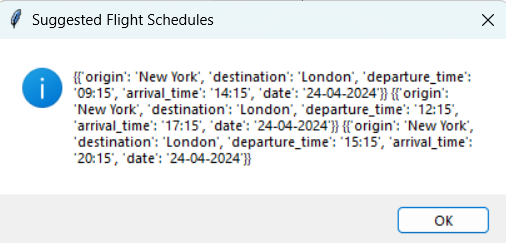 Suggested Flight Schedules
{{'origin': 'New York', 'destination': 'London', 'departure_time':
'09:15', 'arrival_time': '14:15', 'date': '24-04-2024'}} {{'origin':
'New York', 'destination': 'London', 'departure_time': '12:15',
'arrival_time': '17:15', 'date': '24-04-2024'}} {{'origin': 'New York',
'destination': 'London', 'departure_time': '15:15', 'arrival_time':
'20:15', 'date': '24-04-2024'}}
OK